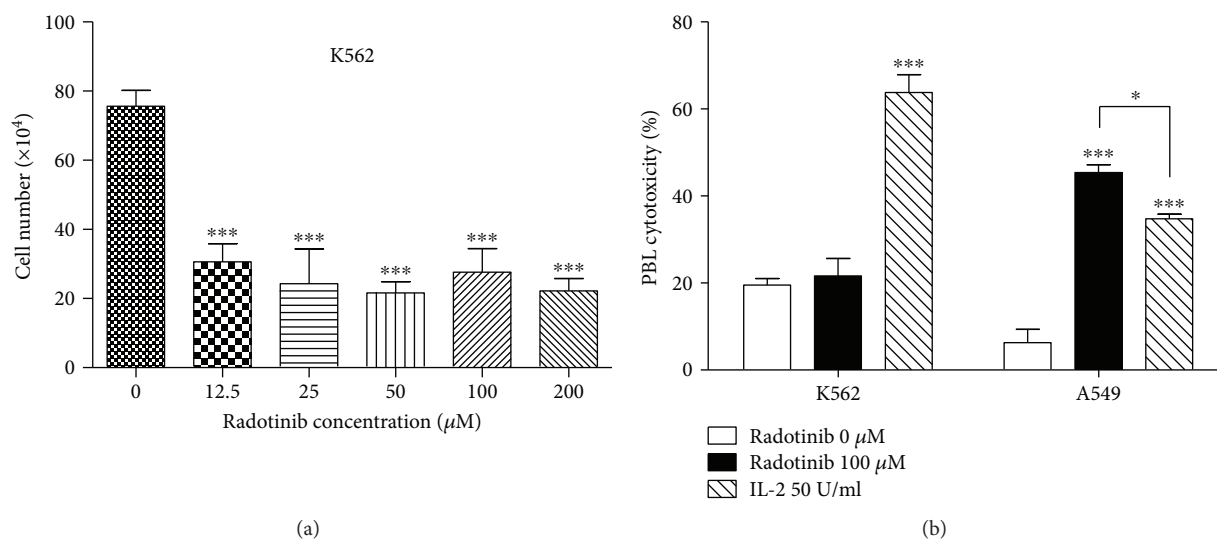 100
80
60
40
20
0
Cell number (×10⁴)
K562
***
***
***
***
***
0 12.5 25 50 100 200
Radotinib concentration (μM)
(a)
80
60
40
20
0
PBL cytotoxicity (%)
***
*
***
***
K562 A549
Radotinib 0 μM
Radotinib 100 μM
IL-2 50 U/ml
(b)